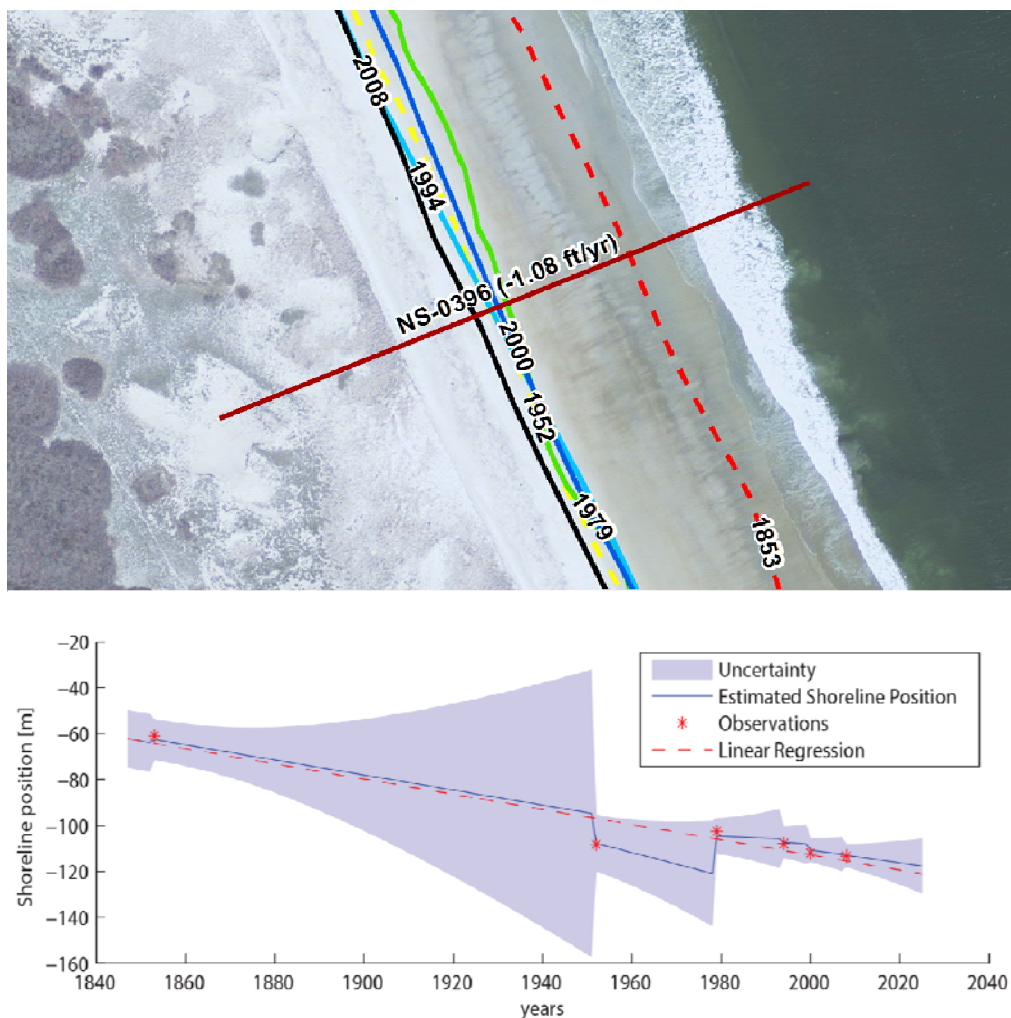 2008
1994
NS-0396 (-1.08 ft/yr)
2000
1952
1979
1853
Shoreline position [m]
−20
−40
−60
−80
−100
−120
−140
−160
Uncertainty
Estimated Shoreline Position
Observations
Linear Regression
1840 1860 1880 1900 1920 1940 1960 1980 2000 2020 2040
years